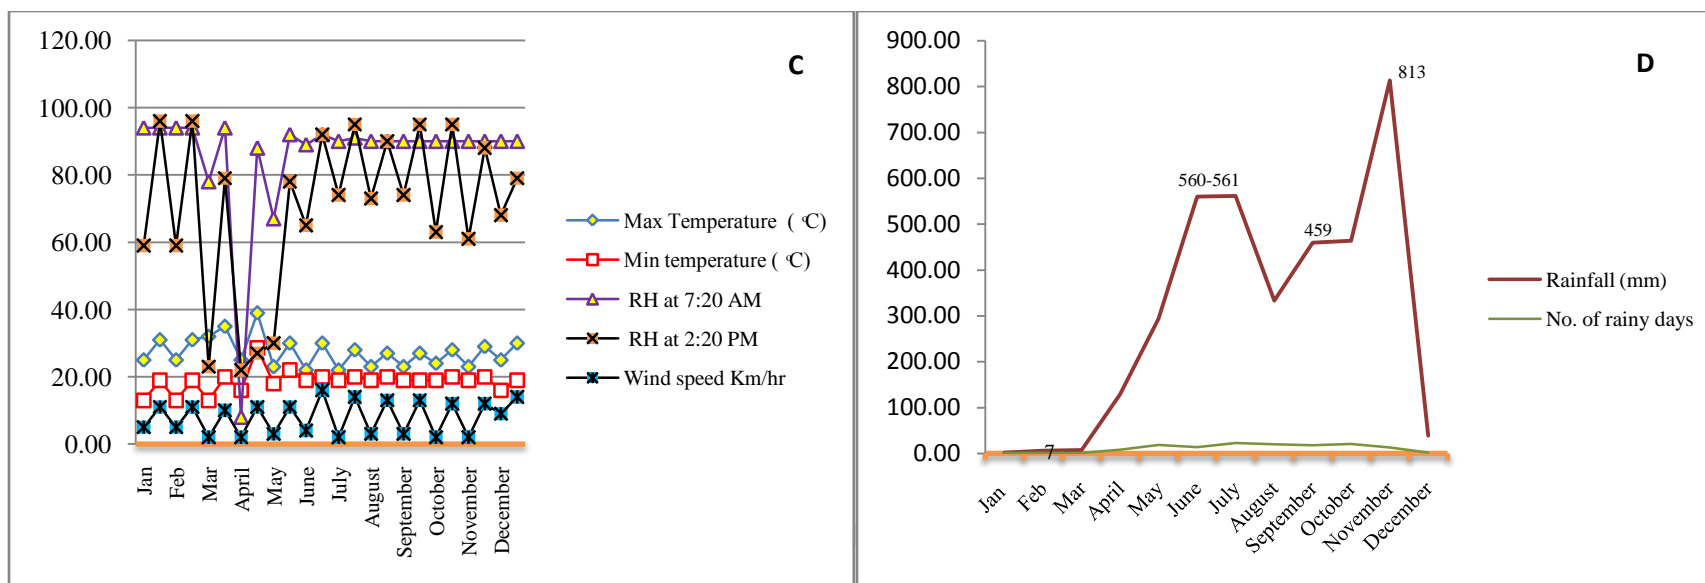 120.00
100.00
80.00
60.00
40.00
20.00
0.00
Jan
Feb
Mar
April
May
June
July
August
September
October
November
December
C
Max Temperature ( °C)
Min temperature ( °C)
RH at 7:20 AM
RH at 2:20 PM
Wind speed Km/hr
900.00
800.00
700.00
600.00
500.00
400.00
300.00
200.00
100.00
0.00
813
560-561
459
7
Jan
Feb
Mar
April
May
June
July
August
September
October
November
December
D
Rainfall (mm)
No. of rainy days